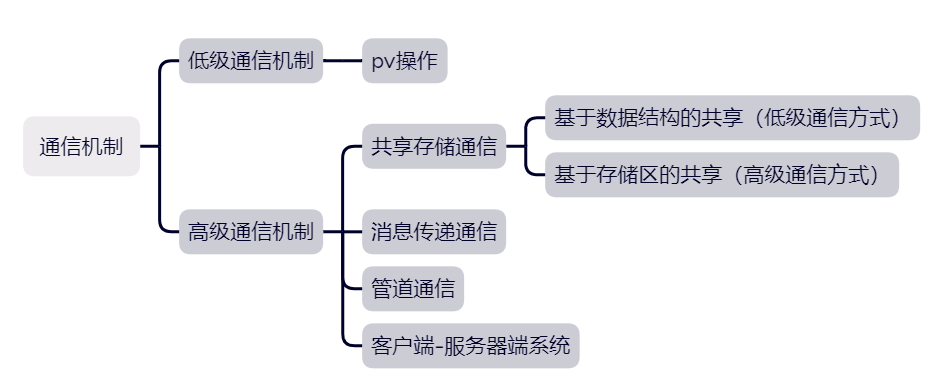 通信机制
低级通信机制
pv操作
高级通信机制
共享存储通信
基于数据结构的共享（低级通信方式）
基于存储区的共享（高级通信方式）
消息传递通信
管道通信
客户端-服务器端系统